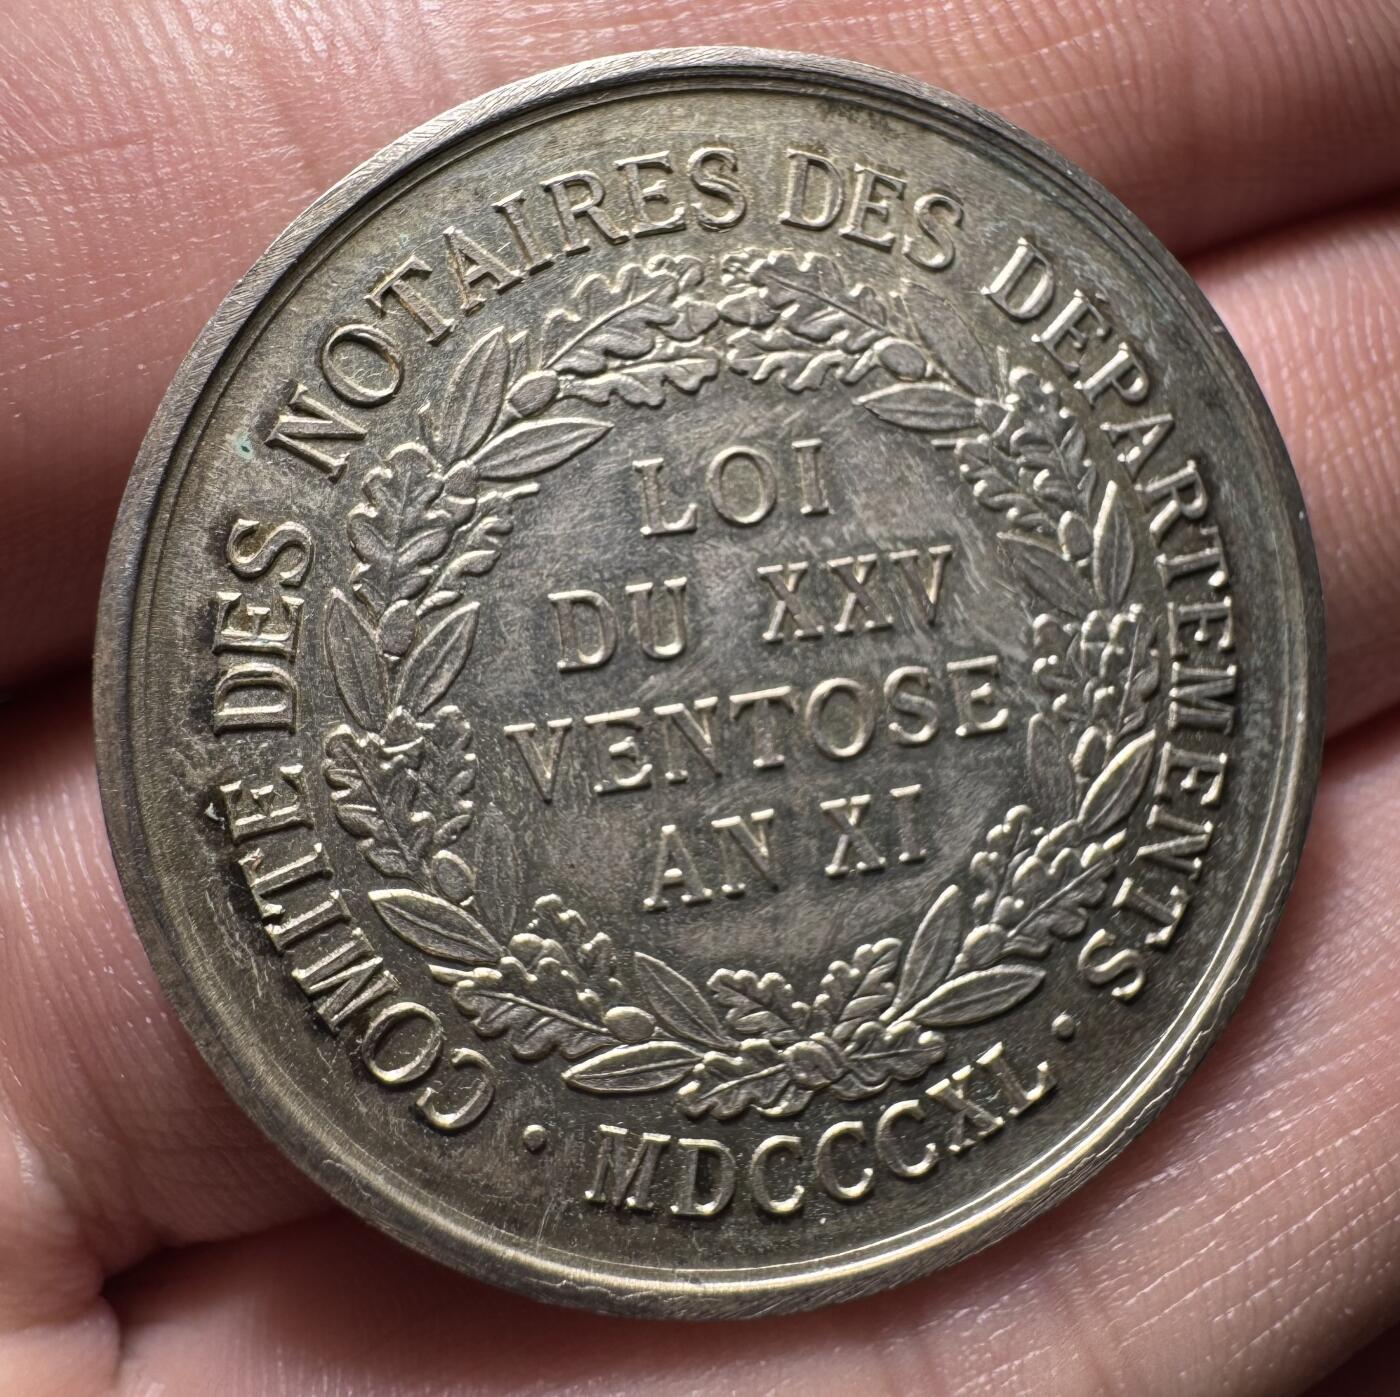 COMITÉ DES NOTAIRES DES DÉPARTEMENTS
LOI
DU XXV
VENTOSE
AN XI
· MDCCCXL ·